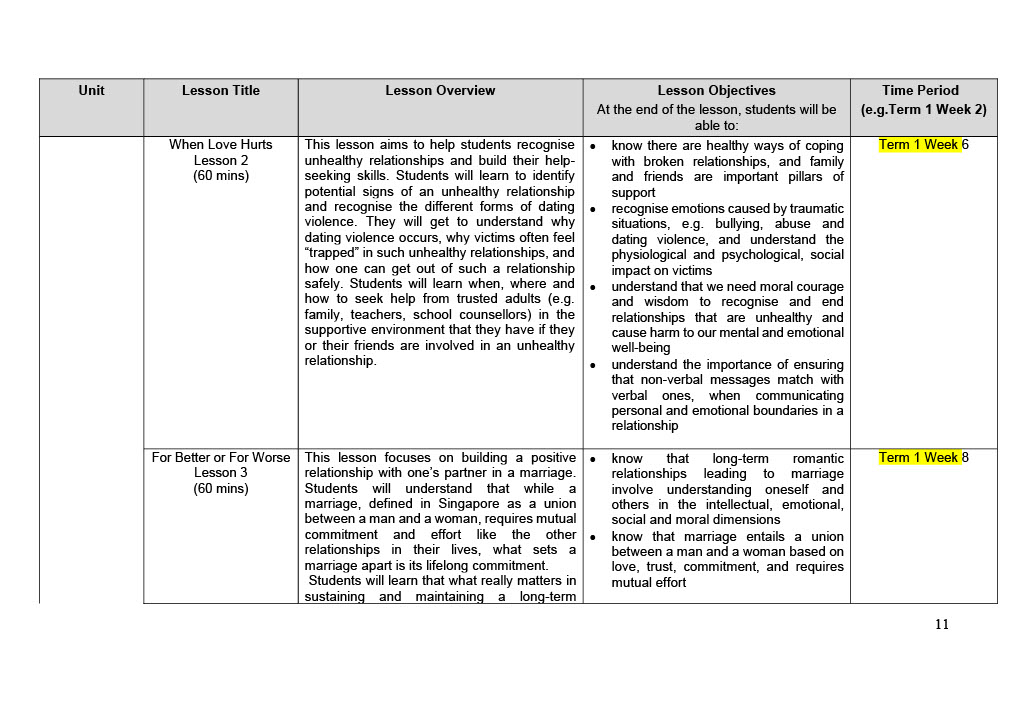 Unit
Lesson Title
Lesson Overview
Lesson Objectives
At the end of the lesson, students will be
able to:
Time Period
(e.g.Term 1 Week 2)
When Love Hurts
Lesson 2
(60 mins)
This lesson aims to help students recognise
unhealthy relationships and build their help-
seeking skills. Students will learn to identify
potential signs of an unhealthy relationship
and recognise the different forms of dating
violence. They will get to understand why
dating violence occurs, why victims often feel
“trapped” in such unhealthy relationships, and
how one can get out of such a relationship
safely. Students will learn when, where and
how to seek help from trusted adults (e.g.
family, teachers, school counsellors) in the
supportive environment that they have if they
or their friends are involved in an unhealthy
relationship.
• know there are healthy ways of coping
with broken relationships, and family
and friends are important pillars of
support
• recognise emotions caused by traumatic
situations, e.g. bullying, abuse and
dating violence, and understand the
physiological and psychological, social
impact on victims
• understand that we need moral courage
and wisdom to recognise and end
relationships that are unhealthy and
cause harm to our mental and emotional
well-being
• understand the importance of ensuring
that non-verbal messages match with
verbal ones, when communicating
personal and emotional boundaries in a
relationship
Term 1 Week 6
For Better or For Worse
Lesson 3
(60 mins)
This lesson focuses on building a positive
relationship with one’s partner in a marriage.
Students will understand that while a
marriage, defined in Singapore as a union
between a man and a woman, requires mutual
commitment and effort like the other
relationships in their lives, what sets a
marriage apart is its lifelong commitment.
Students will learn that what really matters in
sustaining and maintaining a long-term
• know that long-term romantic
relationships leading to marriage
involve understanding oneself and
others in the intellectual, emotional,
social and moral dimensions
• know that marriage entails a union
between a man and a woman based on
love, trust, commitment, and requires
mutual effort
Term 1 Week 8
11